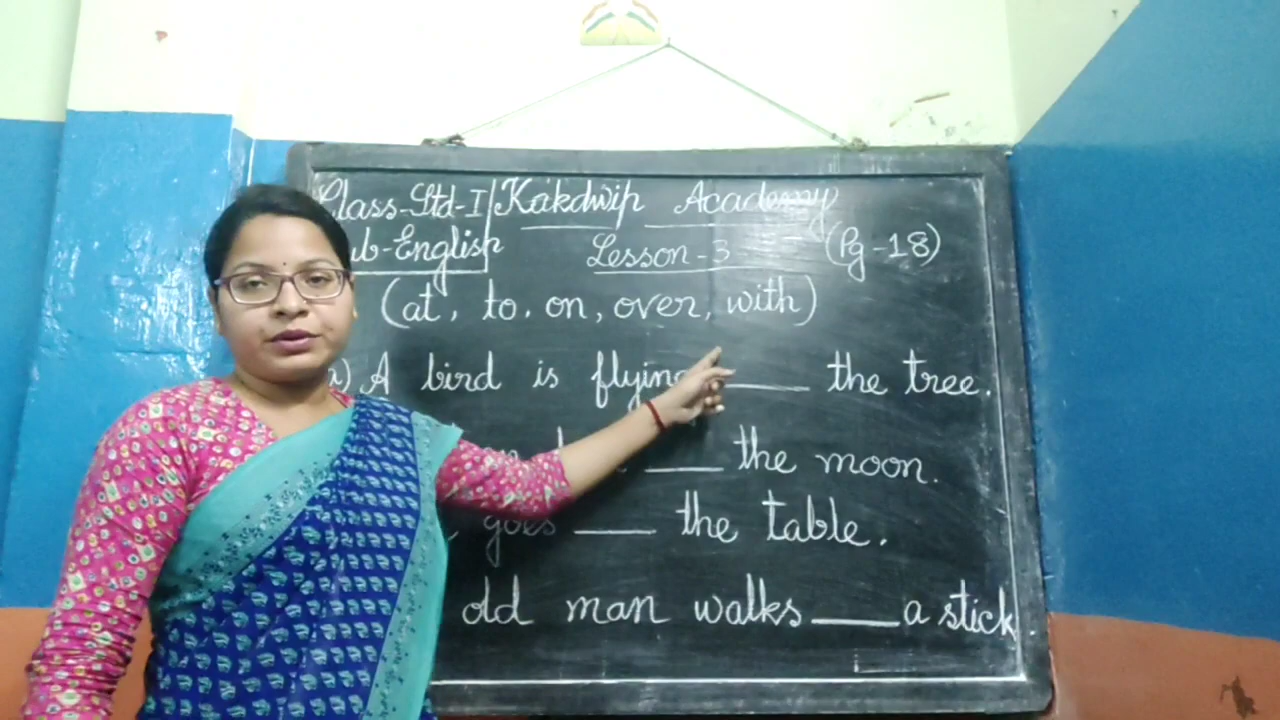 Class-Std-I/ Kakdwip Academy
Sub-English Lesson-3 (Pg-18)
(at, to, on, over, with)
a) A bird is flying ___ the tree.
___ the moon.
goes ___ the table.
old man walks ___ a stick.